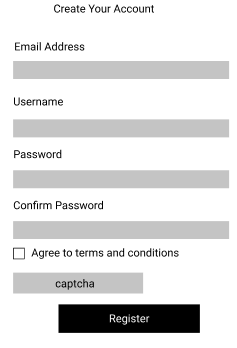 Create Your Account
Email Address
Username
Password
Confirm Password
Agree to terms and conditions
captcha
Register